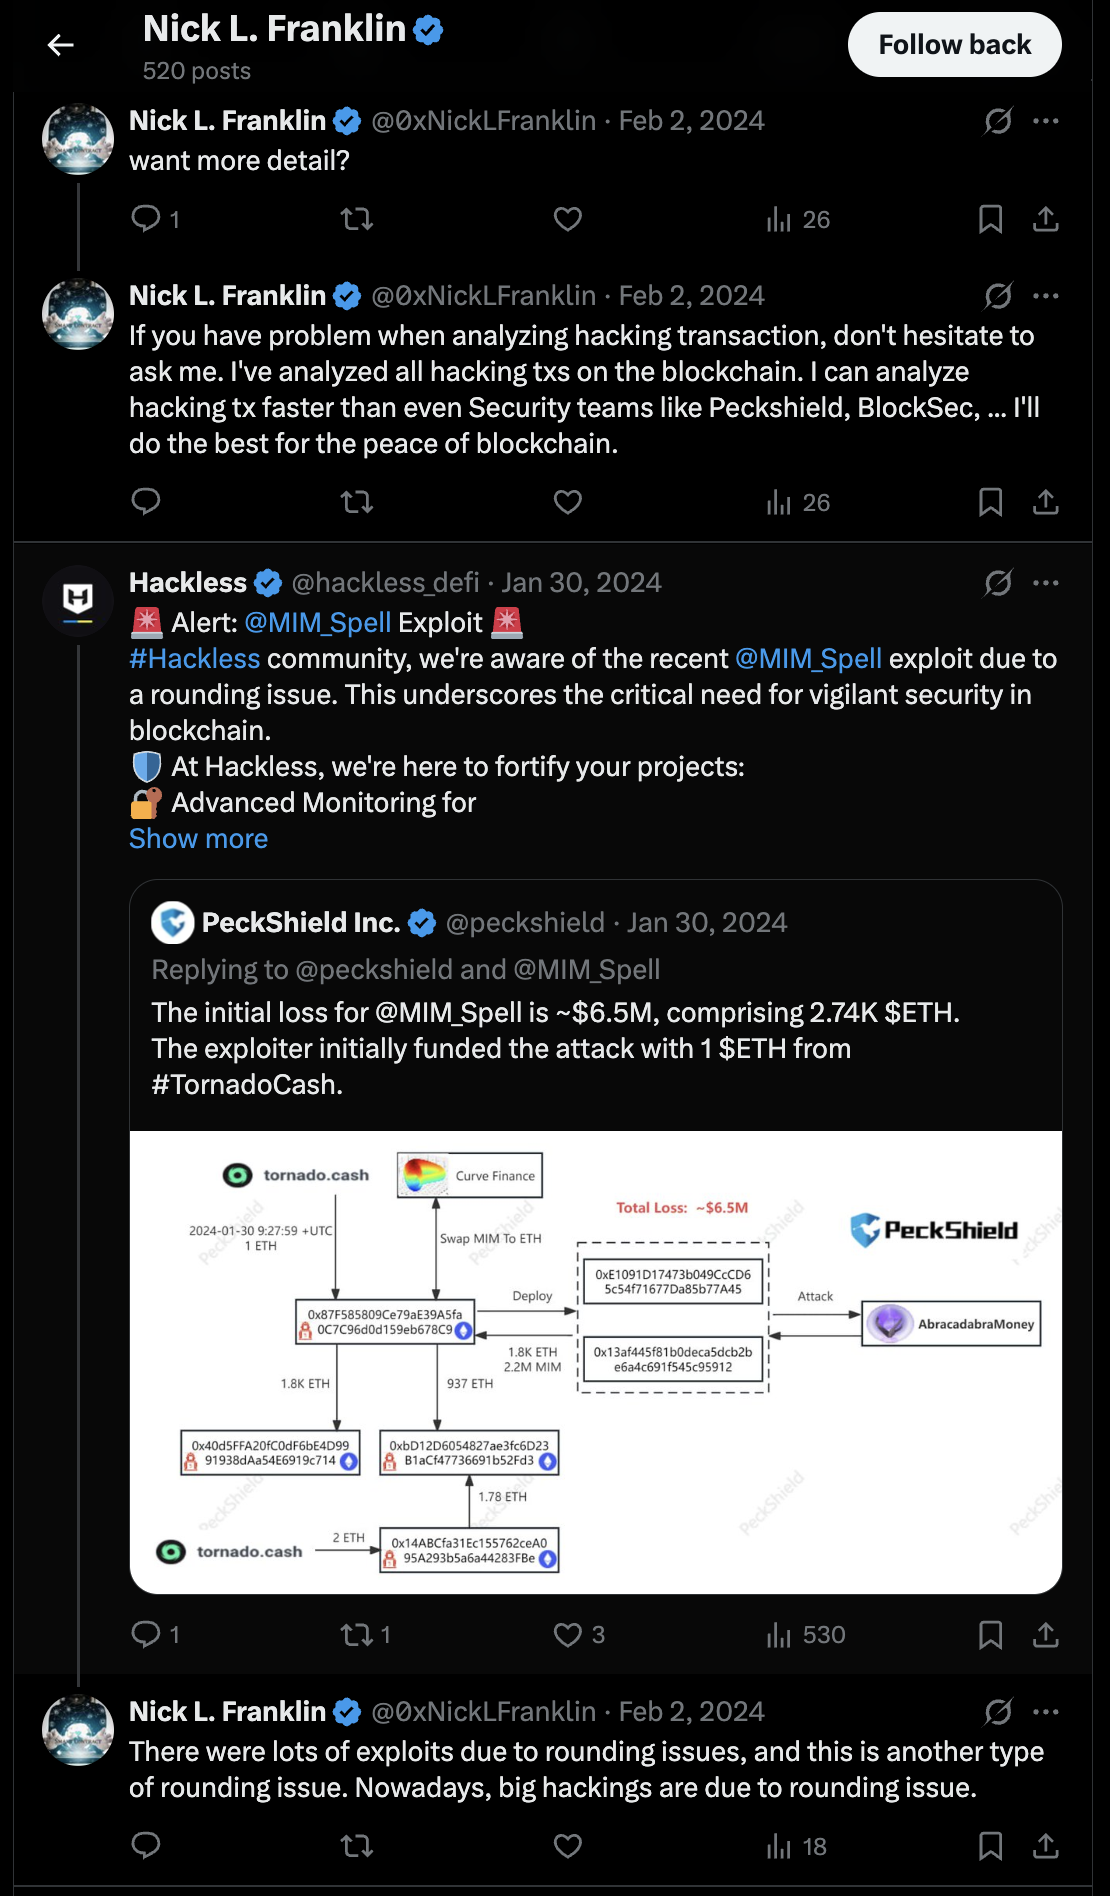 Nick L. Franklin
520 posts
Follow back
Nick L. Franklin @0xNickLFranklin · Feb 2, 2024
want more detail?
1
26
Nick L. Franklin @0xNickLFranklin · Feb 2, 2024
If you have problem when analyzing hacking transaction, don't hesitate to
ask me. I've analyzed all hacking txs on the blockchain. I can analyze
hacking tx faster than even Security teams like Peckshield, BlockSec, ... I'll
do the best for the peace of blockchain.
26
Hackless @hackless_defi · Jan 30, 2024
🚨 Alert: @MIM_Spell Exploit 🚨
#Hackless community, we're aware of the recent @MIM_Spell exploit due to
a rounding issue. This underscores the critical need for vigilant security in
blockchain.
🛡️ At Hackless, we're here to fortify your projects:
🔐 Advanced Monitoring for
Show more
PeckShield Inc. @peckshield · Jan 30, 2024
Replying to @peckshield and @MIM_Spell
The initial loss for @MIM_Spell is ~$6.5M, comprising 2.74K $ETH.
The exploiter initially funded the attack with 1 $ETH from
#TornadoCash.
tornado.cash
Curve Finance
Total Loss: ~$6.5M
PeckShield
2024-01-30 9:27:59 +UTC
1 ETH
Swap MIM To ETH
0xE1091D17473b049CcCD6
5c54f71677Da85b77A45
Deploy
Attack
0x87F585809Ce79aE39A5fa
0C7C96d0d159eb678C9
AbracadabraMoney
1.8K ETH
2.2M MIM
0x13af445f81b0deca5dcb2b
e6a4c691f545c95912
1.8K ETH
937 ETH
0x40d5FFA20fC0dF6bE4D99
91938dAa54E6919c714
0xbD12D6054827ae3fc6D23
B1aCf47736691b52Fd3
1.78 ETH
tornado.cash
2 ETH
0x14ABCfa31Ec155762ceA0
95A293b5a6a44283FBe
PeckShield
PeckShield
PeckShield
PeckShield
PeckShield
PeckShield
1
1
3
530
Nick L. Franklin @0xNickLFranklin · Feb 2, 2024
There were lots of exploits due to rounding issues, and this is another type
of rounding issue. Nowadays, big hackings are due to rounding issue.
18